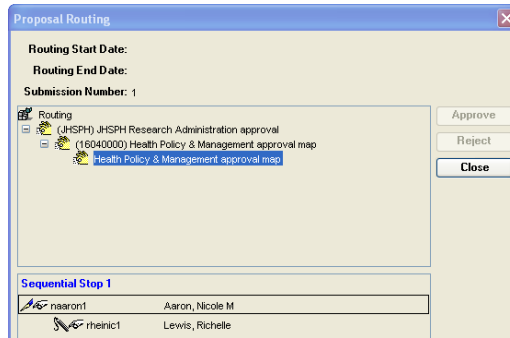 Proposal Routing
Routing Start Date:
Routing End Date:
Submission Number: 1
Routing
(JHSPH) JHSPH Research Administration approval
(16040000) Health Policy & Management approval map
Health Policy & Management approval map
Approve
Reject
Close
Sequential Stop 1
naaron1 Aaron, Nicole M
rheinic1 Lewis, Richelle